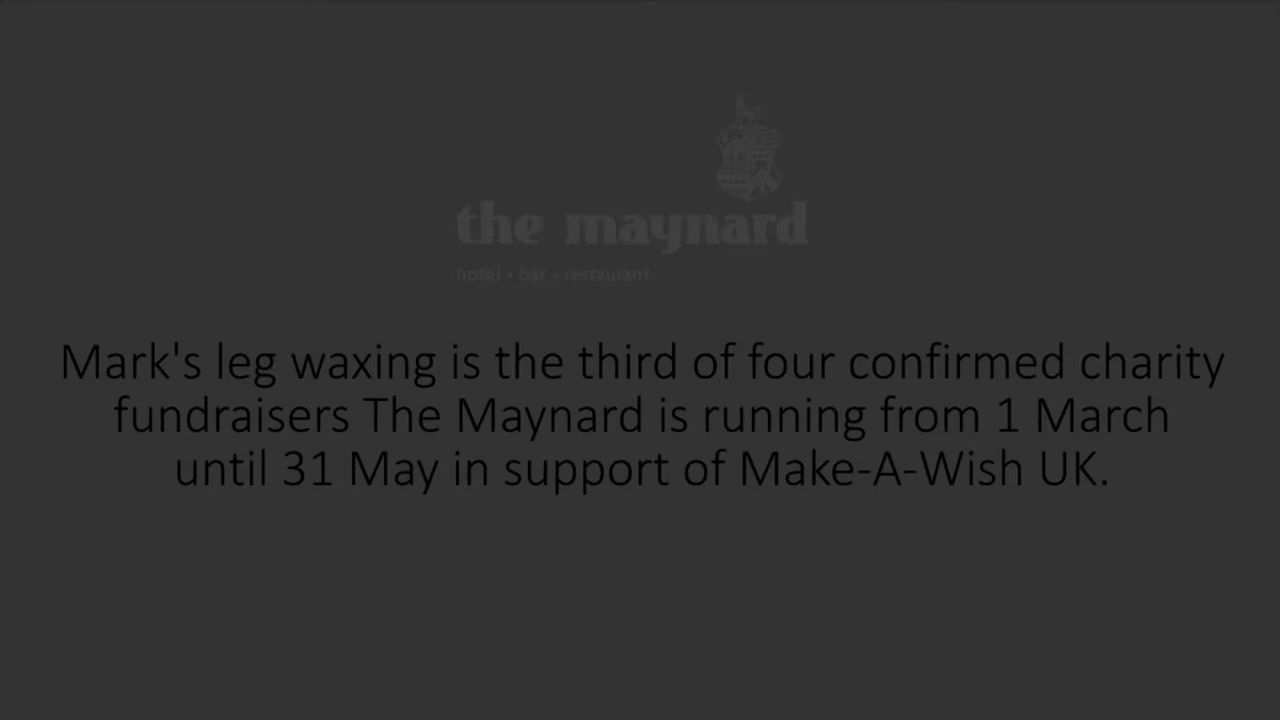 the maynard
hotel • bar • restaurant
Mark's leg waxing is the third of four confirmed charity
fundraisers The Maynard is running from 1 March
until 31 May in support of Make-A-Wish UK.